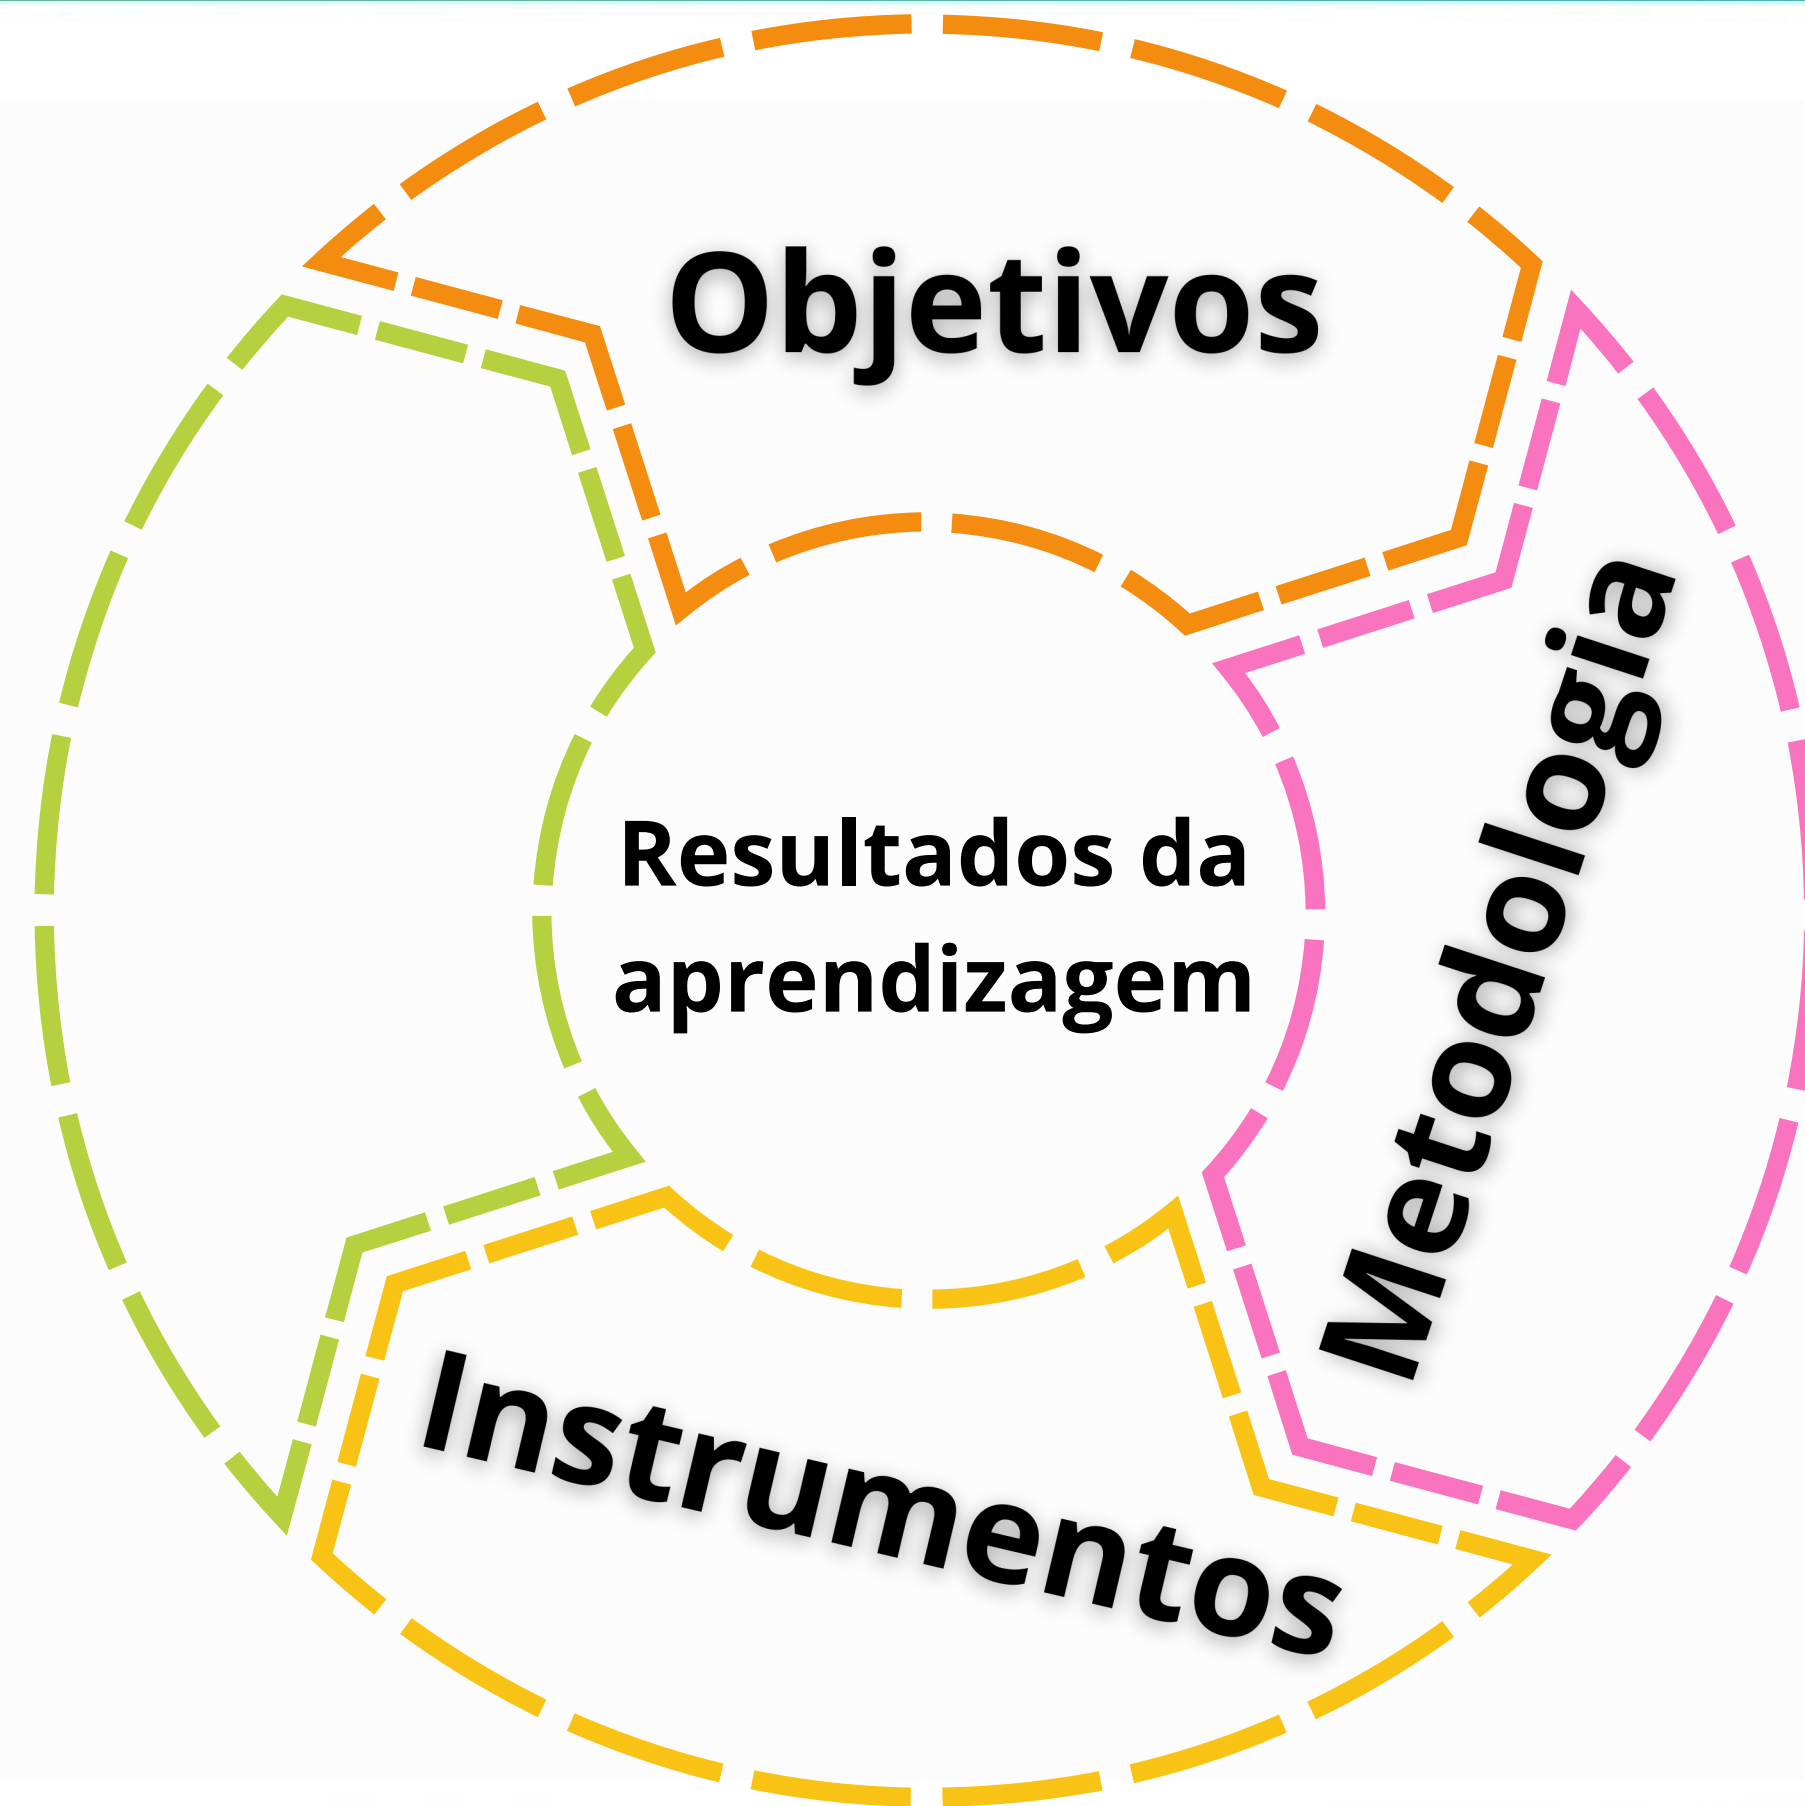 Objetivos
Metodologia
Resultados da
aprendizagem
Instrumentos